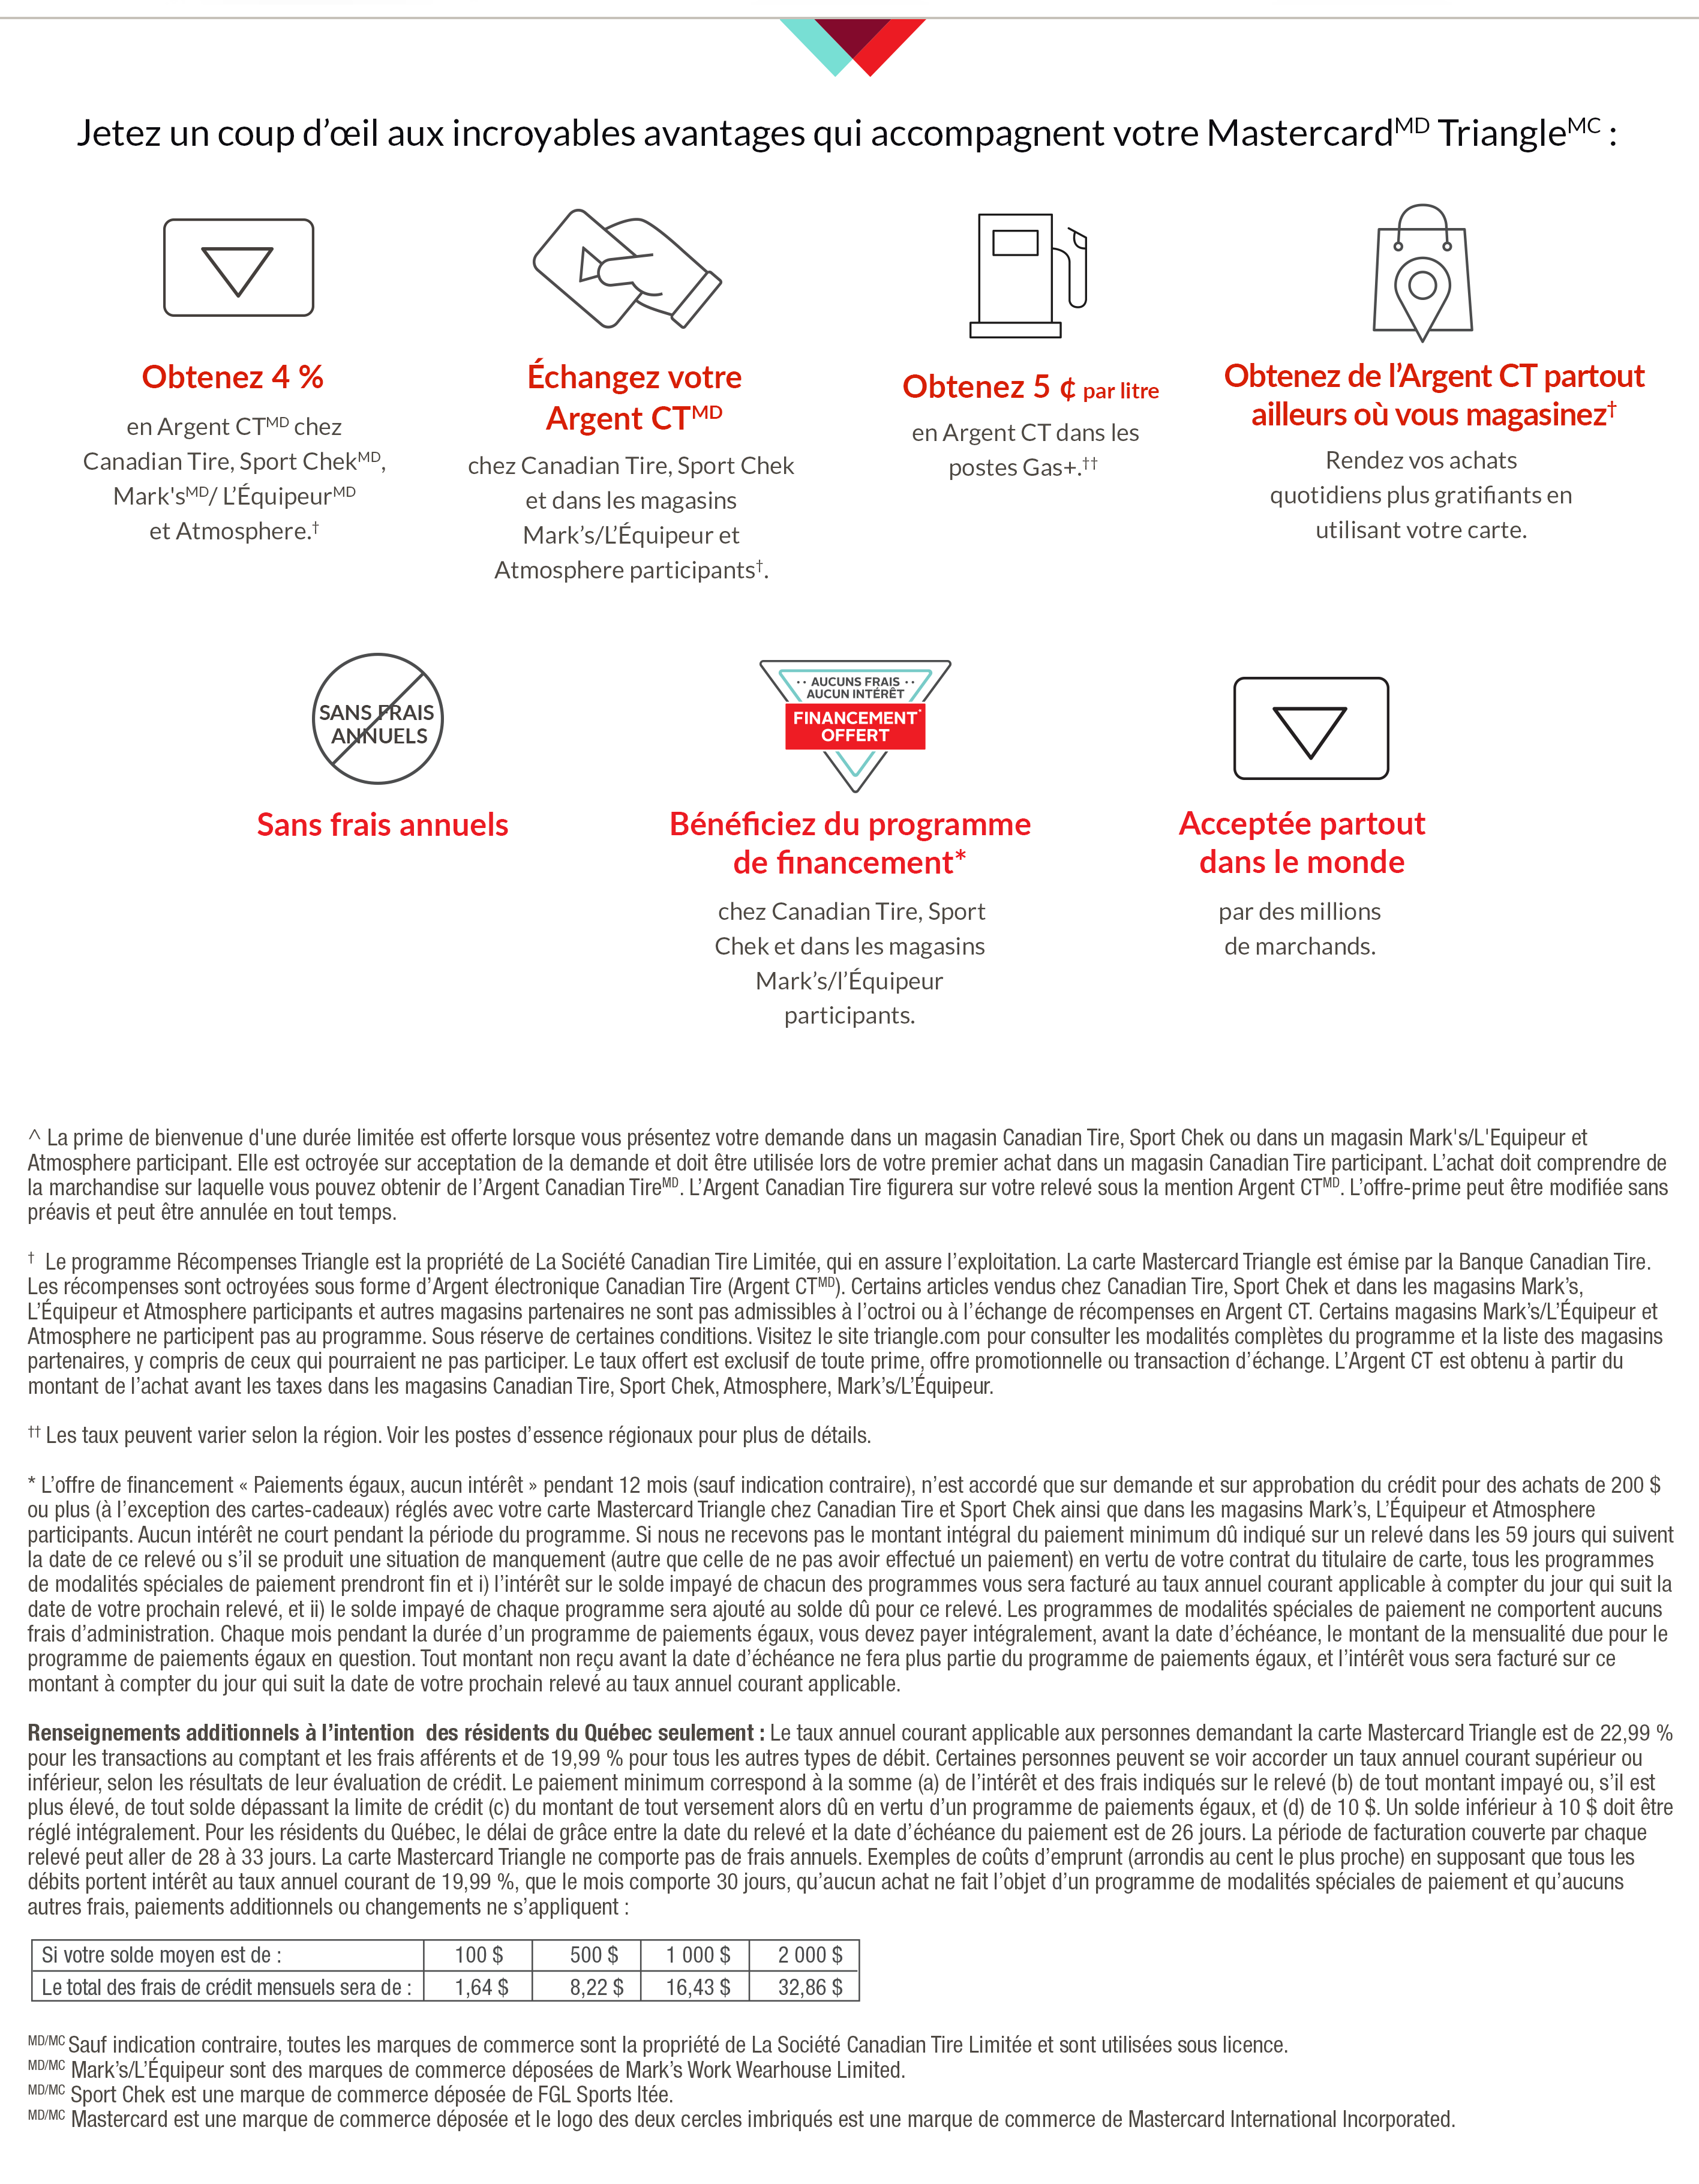 Jetez un coup d’œil aux incroyables avantages qui accompagnent votre Mastercardᴹᴰ Triangleᴹᶜ :
Obtenez 4 %
en Argent CTᴹᴰ chez
Canadian Tire, Sport Chekᴹᴰ,
Mark'sᴹᴰ/ L’Équipeurᴹᴰ
et Atmosphere.†
Échangez votre
Argent CTᴹᴰ
chez Canadian Tire, Sport Chek
et dans les magasins
Mark’s/L’Équipeur et
Atmosphere participants†.
Obtenez 5 ¢ par litre
en Argent CT dans les
postes Gas+.††
Obtenez de l’Argent CT partout
ailleurs où vous magasinez†
Rendez vos achats
quotidiens plus gratifiants en
utilisant votre carte.
SANS FRAIS
ANNUELS
Sans frais annuels
·· AUCUNS FRAIS ··
AUCUN INTÉRÊT
FINANCEMENT*
OFFERT
Bénéficiez du programme
de financement*
chez Canadian Tire, Sport
Chek et dans les magasins
Mark’s/l’Équipeur
participants.
Acceptée partout
dans le monde
par des millions
de marchands.
^ La prime de bienvenue d'une durée limitée est offerte lorsque vous présentez votre demande dans un magasin Canadian Tire, Sport Chek ou dans un magasin Mark's/L'Equipeur et
Atmosphere participant. Elle est octroyée sur acceptation de la demande et doit être utilisée lors de votre premier achat dans un magasin Canadian Tire participant. L’achat doit comprendre de
la marchandise sur laquelle vous pouvez obtenir de l’Argent Canadian Tireᴹᴰ. L’Argent Canadian Tire figurera sur votre relevé sous la mention Argent CTᴹᴰ. L’offre-prime peut être modifiée sans
préavis et peut être annulée en tout temps.
† Le programme Récompenses Triangle est la propriété de La Société Canadian Tire Limitée, qui en assure l’exploitation. La carte Mastercard Triangle est émise par la Banque Canadian Tire.
Les récompenses sont octroyées sous forme d’Argent électronique Canadian Tire (Argent CTᴹᴰ). Certains articles vendus chez Canadian Tire, Sport Chek et dans les magasins Mark’s,
L’Équipeur et Atmosphere participants et autres magasins partenaires ne sont pas admissibles à l’octroi ou à l’échange de récompenses en Argent CT. Certains magasins Mark’s/L’Équipeur et
Atmosphere ne participent pas au programme. Sous réserve de certaines conditions. Visitez le site triangle.com pour consulter les modalités complètes du programme et la liste des magasins
partenaires, y compris de ceux qui pourraient ne pas participer. Le taux offert est exclusif de toute prime, offre promotionnelle ou transaction d’échange. L’Argent CT est obtenu à partir du
montant de l’achat avant les taxes dans les magasins Canadian Tire, Sport Chek, Atmosphere, Mark’s/L’Équipeur.
†† Les taux peuvent varier selon la région. Voir les postes d’essence régionaux pour plus de détails.
* L’offre de financement « Paiements égaux, aucun intérêt » pendant 12 mois (sauf indication contraire), n’est accordé que sur demande et sur approbation du crédit pour des achats de 200 $
ou plus (à l’exception des cartes-cadeaux) réglés avec votre carte Mastercard Triangle chez Canadian Tire et Sport Chek ainsi que dans les magasins Mark’s, L’Équipeur et Atmosphere
participants. Aucun intérêt ne court pendant la période du programme. Si nous ne recevons pas le montant intégral du paiement minimum dû indiqué sur un relevé dans les 59 jours qui suivent
la date de ce relevé ou s’il se produit une situation de manquement (autre que celle de ne pas avoir effectué un paiement) en vertu de votre contrat du titulaire de carte, tous les programmes
de modalités spéciales de paiement prendront fin et i) l’intérêt sur le solde impayé de chacun des programmes vous sera facturé au taux annuel courant applicable à compter du jour qui suit la
date de votre prochain relevé, et ii) le solde impayé de chaque programme sera ajouté au solde dû pour ce relevé. Les programmes de modalités spéciales de paiement ne comportent aucuns
frais d’administration. Chaque mois pendant la durée d’un programme de paiements égaux, vous devez payer intégralement, avant la date d’échéance, le montant de la mensualité due pour le
programme de paiements égaux en question. Tout montant non reçu avant la date d’échéance ne fera plus partie du programme de paiements égaux, et l’intérêt vous sera facturé sur ce
montant à compter du jour qui suit la date de votre prochain relevé au taux annuel courant applicable.
Renseignements additionnels à l’intention des résidents du Québec seulement : Le taux annuel courant applicable aux personnes demandant la carte Mastercard Triangle est de 22,99 %
pour les transactions au comptant et les frais afférents et de 19,99 % pour tous les autres types de débit. Certaines personnes peuvent se voir accorder un taux annuel courant supérieur ou
inférieur, selon les résultats de leur évaluation de crédit. Le paiement minimum correspond à la somme (a) de l’intérêt et des frais indiqués sur le relevé (b) de tout montant impayé ou, s’il est
plus élevé, de tout solde dépassant la limite de crédit (c) du montant de tout versement alors dû en vertu d’un programme de paiements égaux, et (d) de 10 $. Un solde inférieur à 10 $ doit être
réglé intégralement. Pour les résidents du Québec, le délai de grâce entre la date du relevé et la date d’échéance du paiement est de 26 jours. La période de facturation couverte par chaque
relevé peut aller de 28 à 33 jours. La carte Mastercard Triangle ne comporte pas de frais annuels. Exemples de coûts d’emprunt (arrondis au cent le plus proche) en supposant que tous les
débits portent intérêt au taux annuel courant de 19,99 %, que le mois comporte 30 jours, qu’aucun achat ne fait l’objet d’un programme de modalités spéciales de paiement et qu’aucuns
autres frais, paiements additionnels ou changements ne s’appliquent :
Si votre solde moyen est de : 100 $ 500 $ 1 000 $ 2 000 $
Le total des frais de crédit mensuels sera de : 1,64 $ 8,22 $ 16,43 $ 32,86 $
MD/MC Sauf indication contraire, toutes les marques de commerce sont la propriété de La Société Canadian Tire Limitée et sont utilisées sous licence.
MD/MC Mark’s/L’Équipeur sont des marques de commerce déposées de Mark’s Work Wearhouse Limited.
MD/MC Sport Chek est une marque de commerce déposée de FGL Sports ltée.
MD/MC Mastercard est une marque de commerce déposée et le logo des deux cercles imbriqués est une marque de commerce de Mastercard International Incorporated.